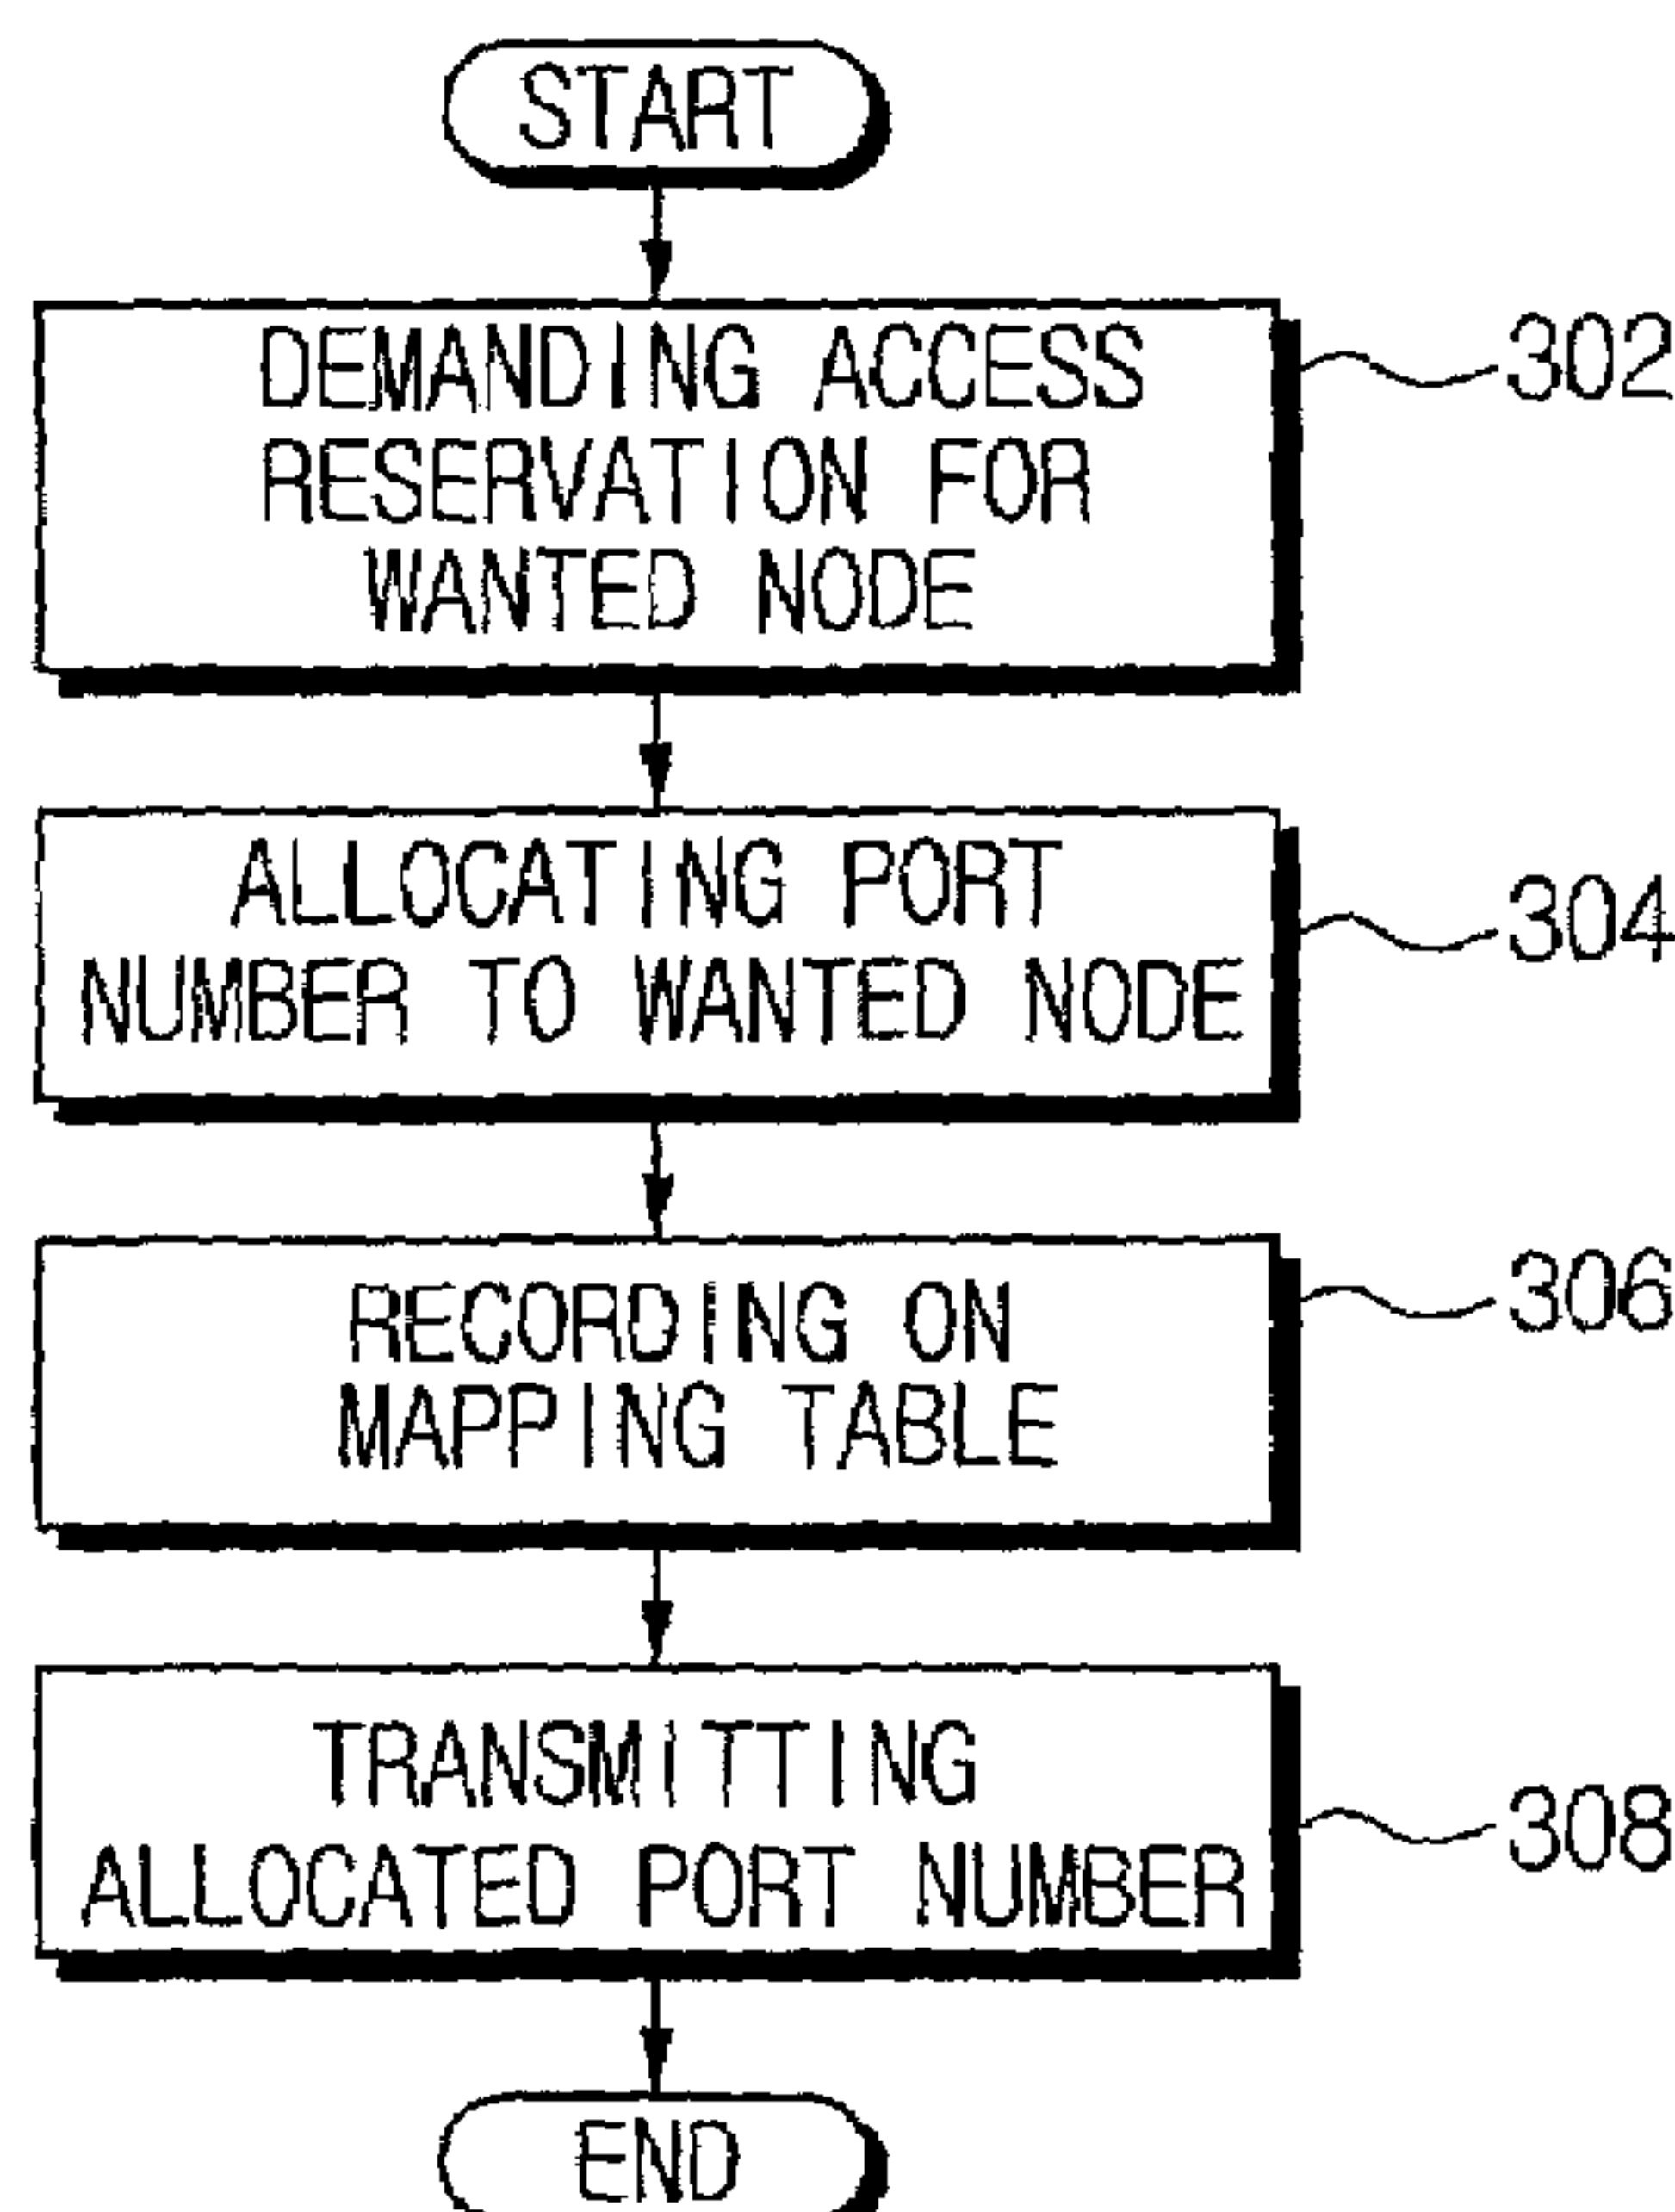 START
DEMANDING ACCESS
RESERVATION FOR
WANTED NODE
302
ALLOCATING PORT
NUMBER TO WANTED NODE
304
RECORDING ON
MAPPING TABLE
306
TRANSMITTING
ALLOCATED PORT NUMBER
308
END